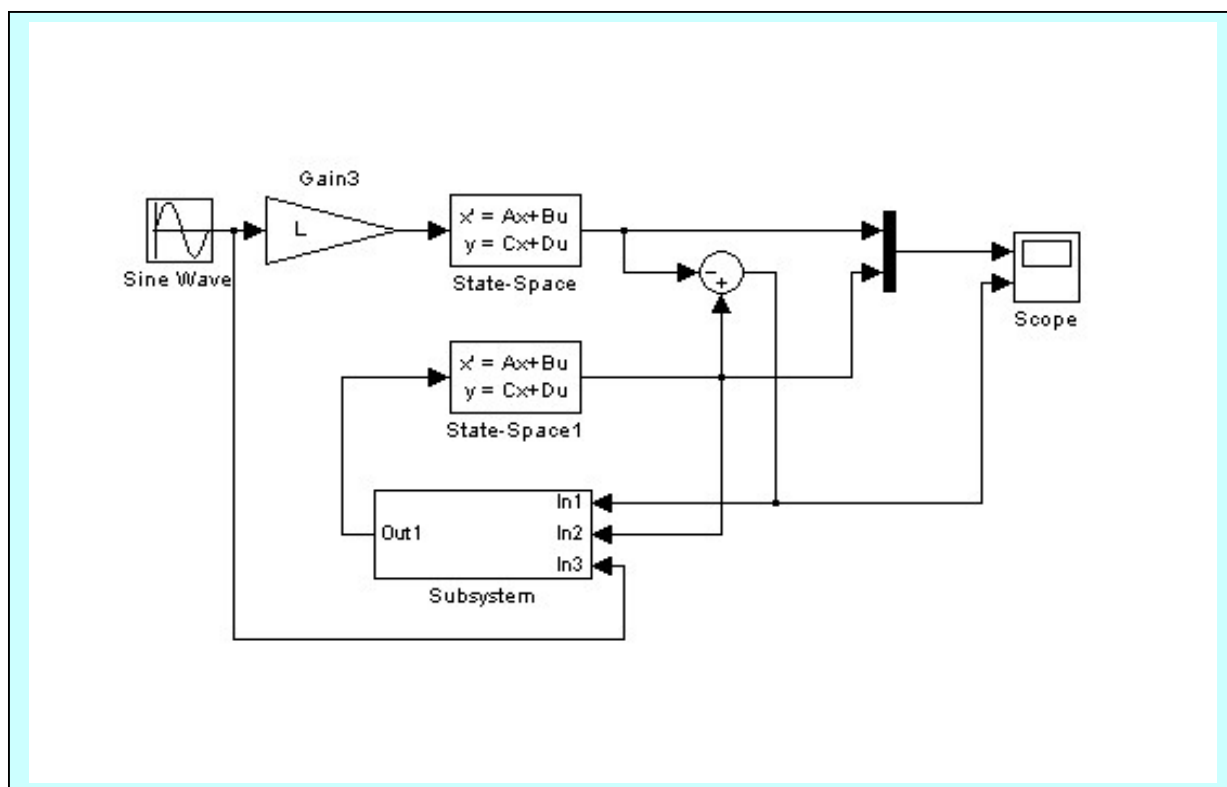 Gain3
L
x' = Ax+Bu
y = Cx+Du
Sine Wave
State-Space
-
+
Scope
x' = Ax+Bu
y = Cx+Du
State-Space1
In1
Out1
In2
In3
Subsystem